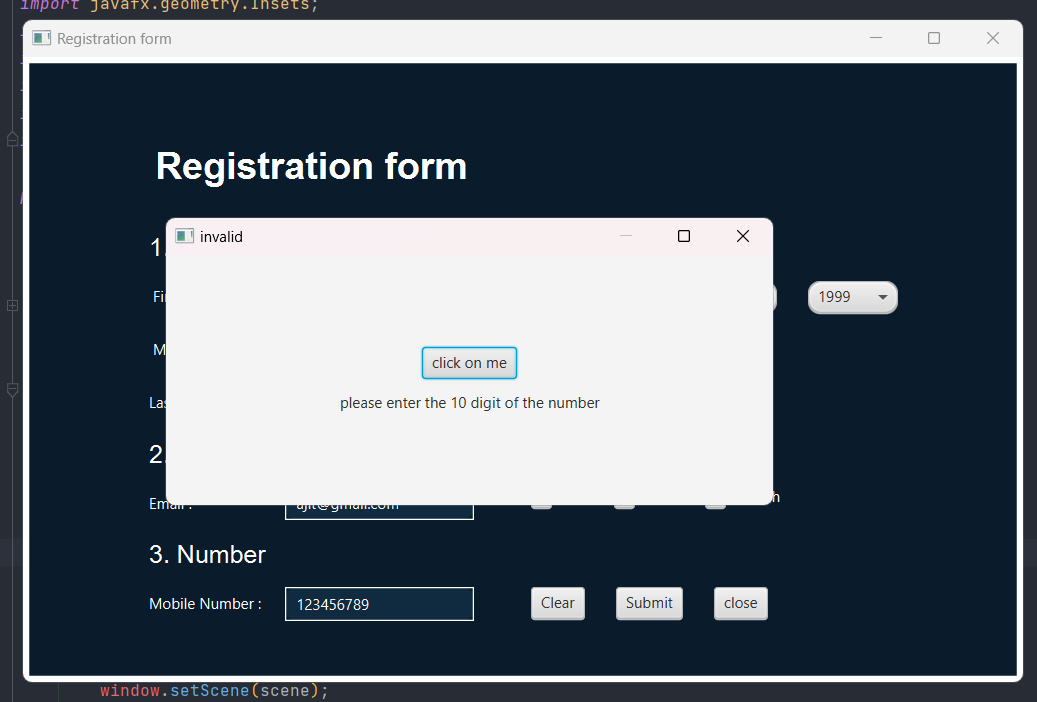 import javafx.geometry.Insets;
Registration form
Registration form
invalid
1.
1999
click on me
please enter the 10 digit of the number
2.
Email :
ajit@gmail.com
3. Number
Mobile Number :
123456789
Clear
Submit
close
window.setScene(scene);